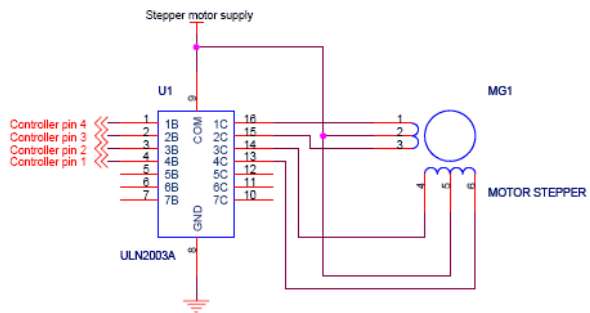 Stepper motor supply
U1
MG1
9
Controller pin 4 1 1B COM 1C 16 1
Controller pin 3 2 2B 2C 15 2
Controller pin 2 3 3B 3C 14 3
Controller pin 1 4 4B 4C 13
5 5B 5C 12
6 6B 6C 11
7 7B 7C 10
4 5 6
MOTOR STEPPER
GND
8
ULN2003A